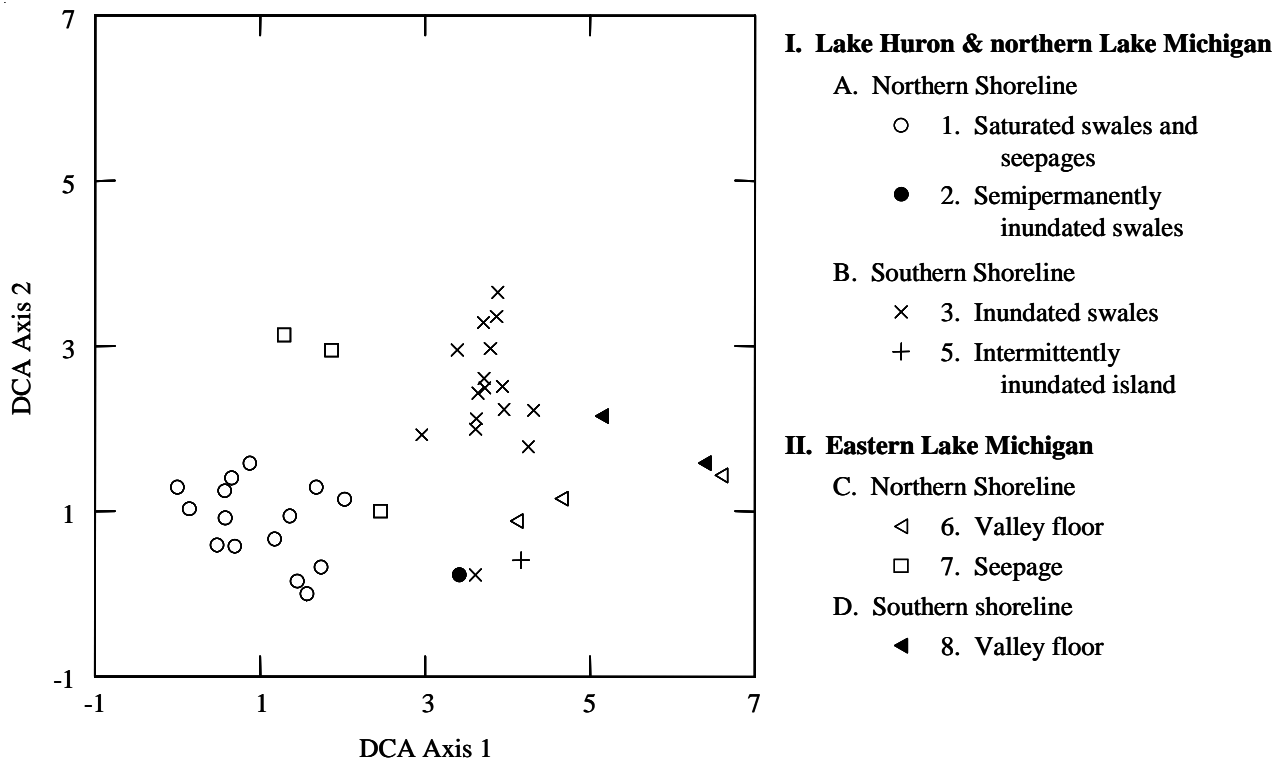 7
5
3
1
-1
-1 1 3 5 7
DCA Axis 2
DCA Axis 1
I. Lake Huron & northern Lake Michigan
A. Northern Shoreline
1. Saturated swales and
seepages
2. Semipermanently
inundated swales
B. Southern Shoreline
3. Inundated swales
5. Intermittently
inundated island
II. Eastern Lake Michigan
C. Northern Shoreline
6. Valley floor
7. Seepage
D. Southern shoreline
8. Valley floor